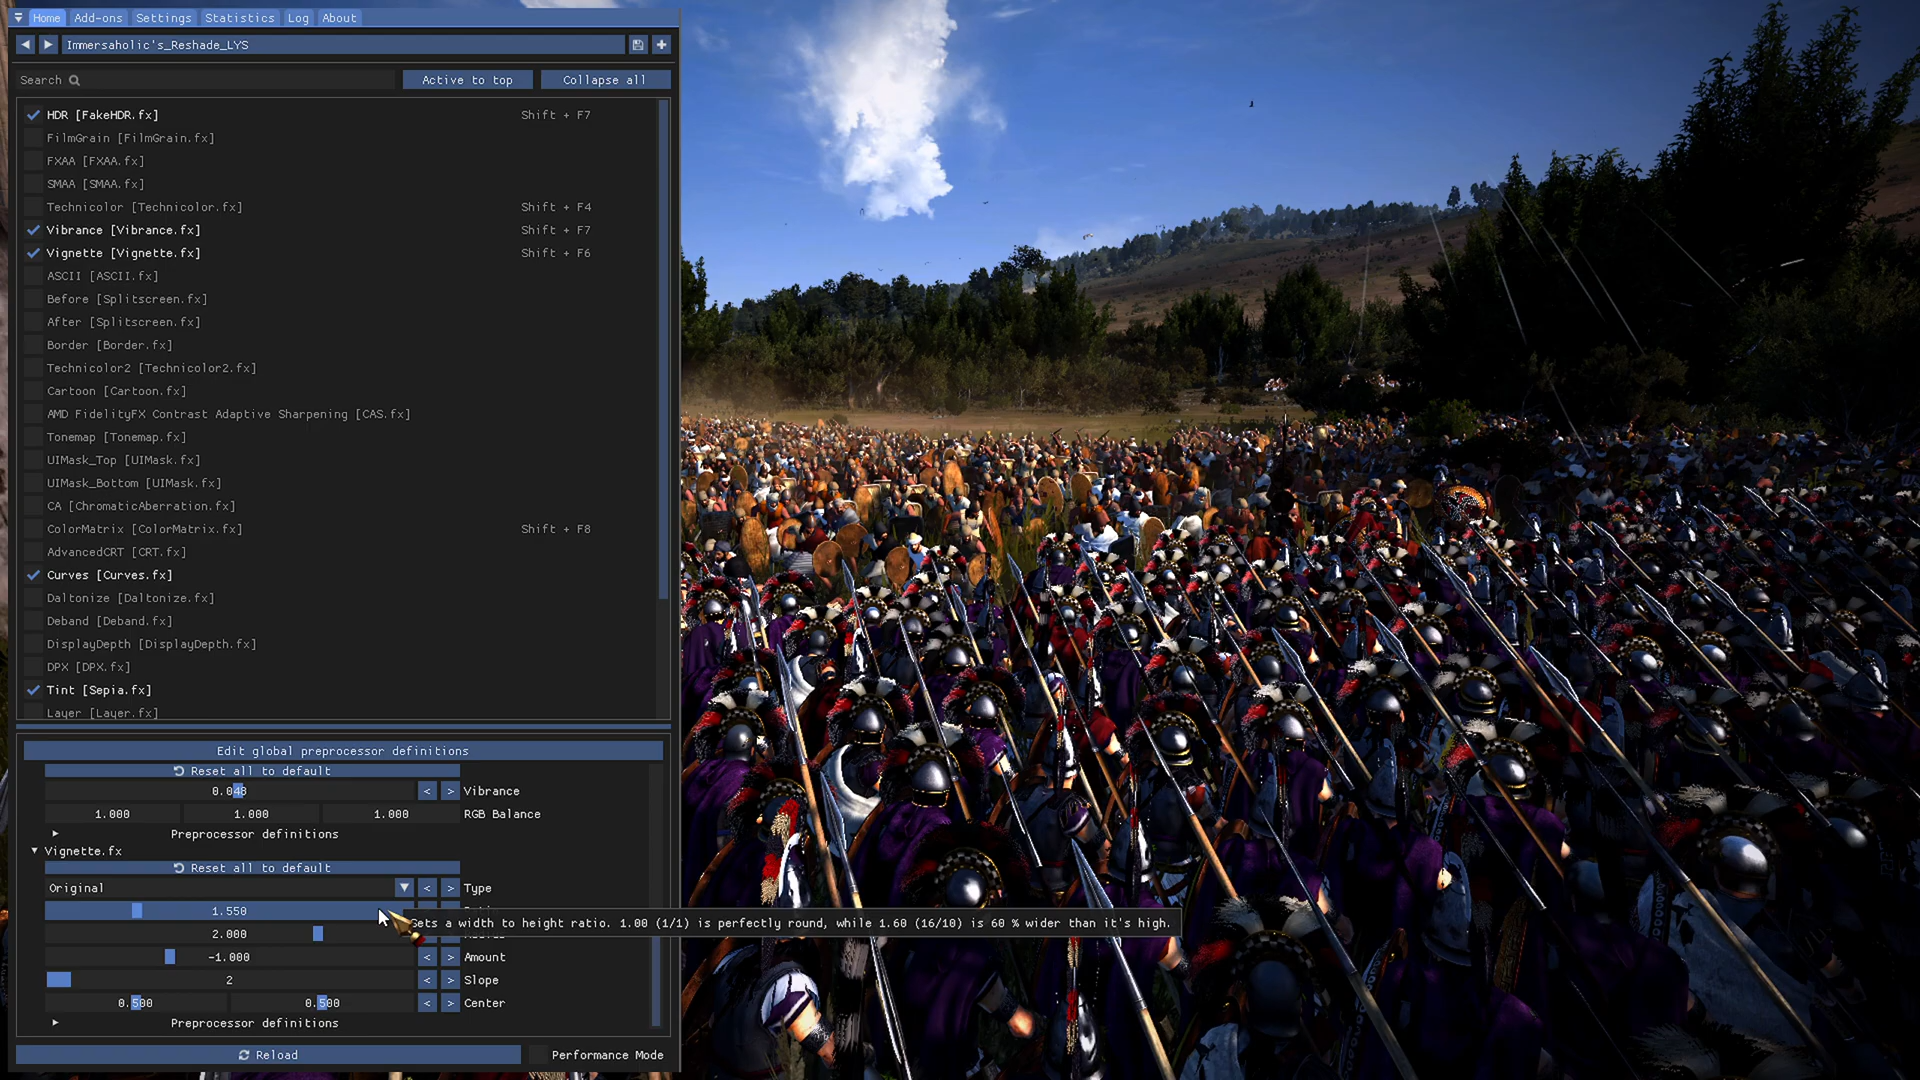 Home Add-ons Settings Statistics Log About
Immersaholic's_Reshade_LYS
Search Active to top Collapse all
HDR [FakeHDR.fx] Shift + F7
FilmGrain [FilmGrain.fx]
FXAA [FXAA.fx]
SMAA [SMAA.fx]
Technicolor [Technicolor.fx] Shift + F4
Vibrance [Vibrance.fx] Shift + F7
Vignette [Vignette.fx] Shift + F6
ASCII [ASCII.fx]
Before [Splitscreen.fx]
After [Splitscreen.fx]
Border [Border.fx]
Technicolor2 [Technicolor2.fx]
Cartoon [Cartoon.fx]
AMD FidelityFX Contrast Adaptive Sharpening [CAS.fx]
Tonemap [Tonemap.fx]
UIMask_Top [UIMask.fx]
UIMask_Bottom [UIMask.fx]
CA [ChromaticAberration.fx]
ColorMatrix [ColorMatrix.fx] Shift + F8
AdvancedCRT [CRT.fx]
Curves [Curves.fx]
Daltonize [Daltonize.fx]
Deband [Deband.fx]
DisplayDepth [DisplayDepth.fx]
DPX [DPX.fx]
Tint [Sepia.fx]
Layer [Layer.fx]
Edit global preprocessor definitions
Reset all to default
0.048 < > Vibrance
1.000 1.000 1.000 RGB Balance
Preprocessor definitions
Vignette.fx
Reset all to default
Original < > Type
1.550
Sets a width to height ratio. 1.00 (1/1) is perfectly round, while 1.60 (16/10) is 60 % wider than it's high.
2.000
-1.000 < > Amount
2 < > Slope
0.500 0.500 < > Center
Preprocessor definitions
Reload Performance Mode